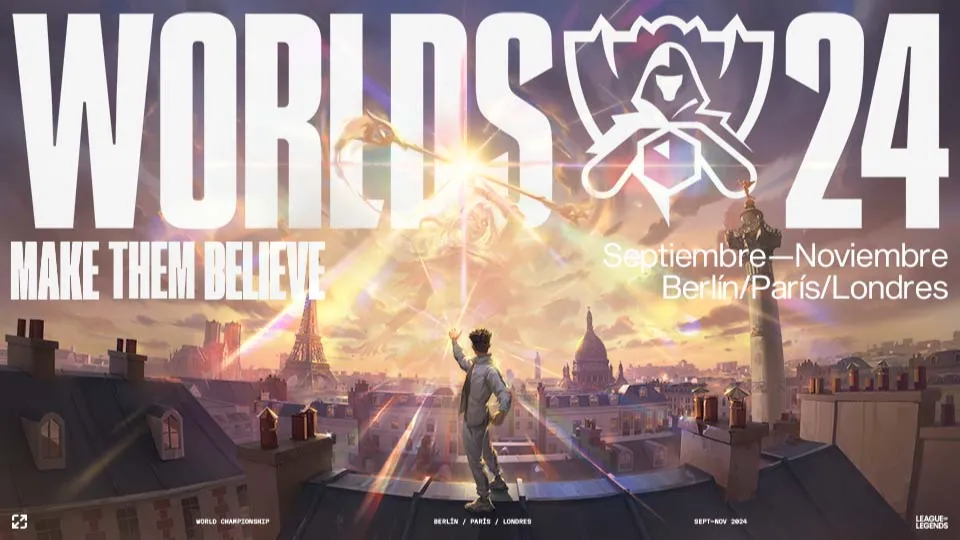 WORLDS 24
MAKE THEM BELIEVE
Septiembre—Noviembre
Berlín/París/Londres
WORLD CHAMPIONSHIP
BERLÍN / PARÍS / LONDRES
SEPT-NOV 2024
LEAGUE OF
LEGENDS